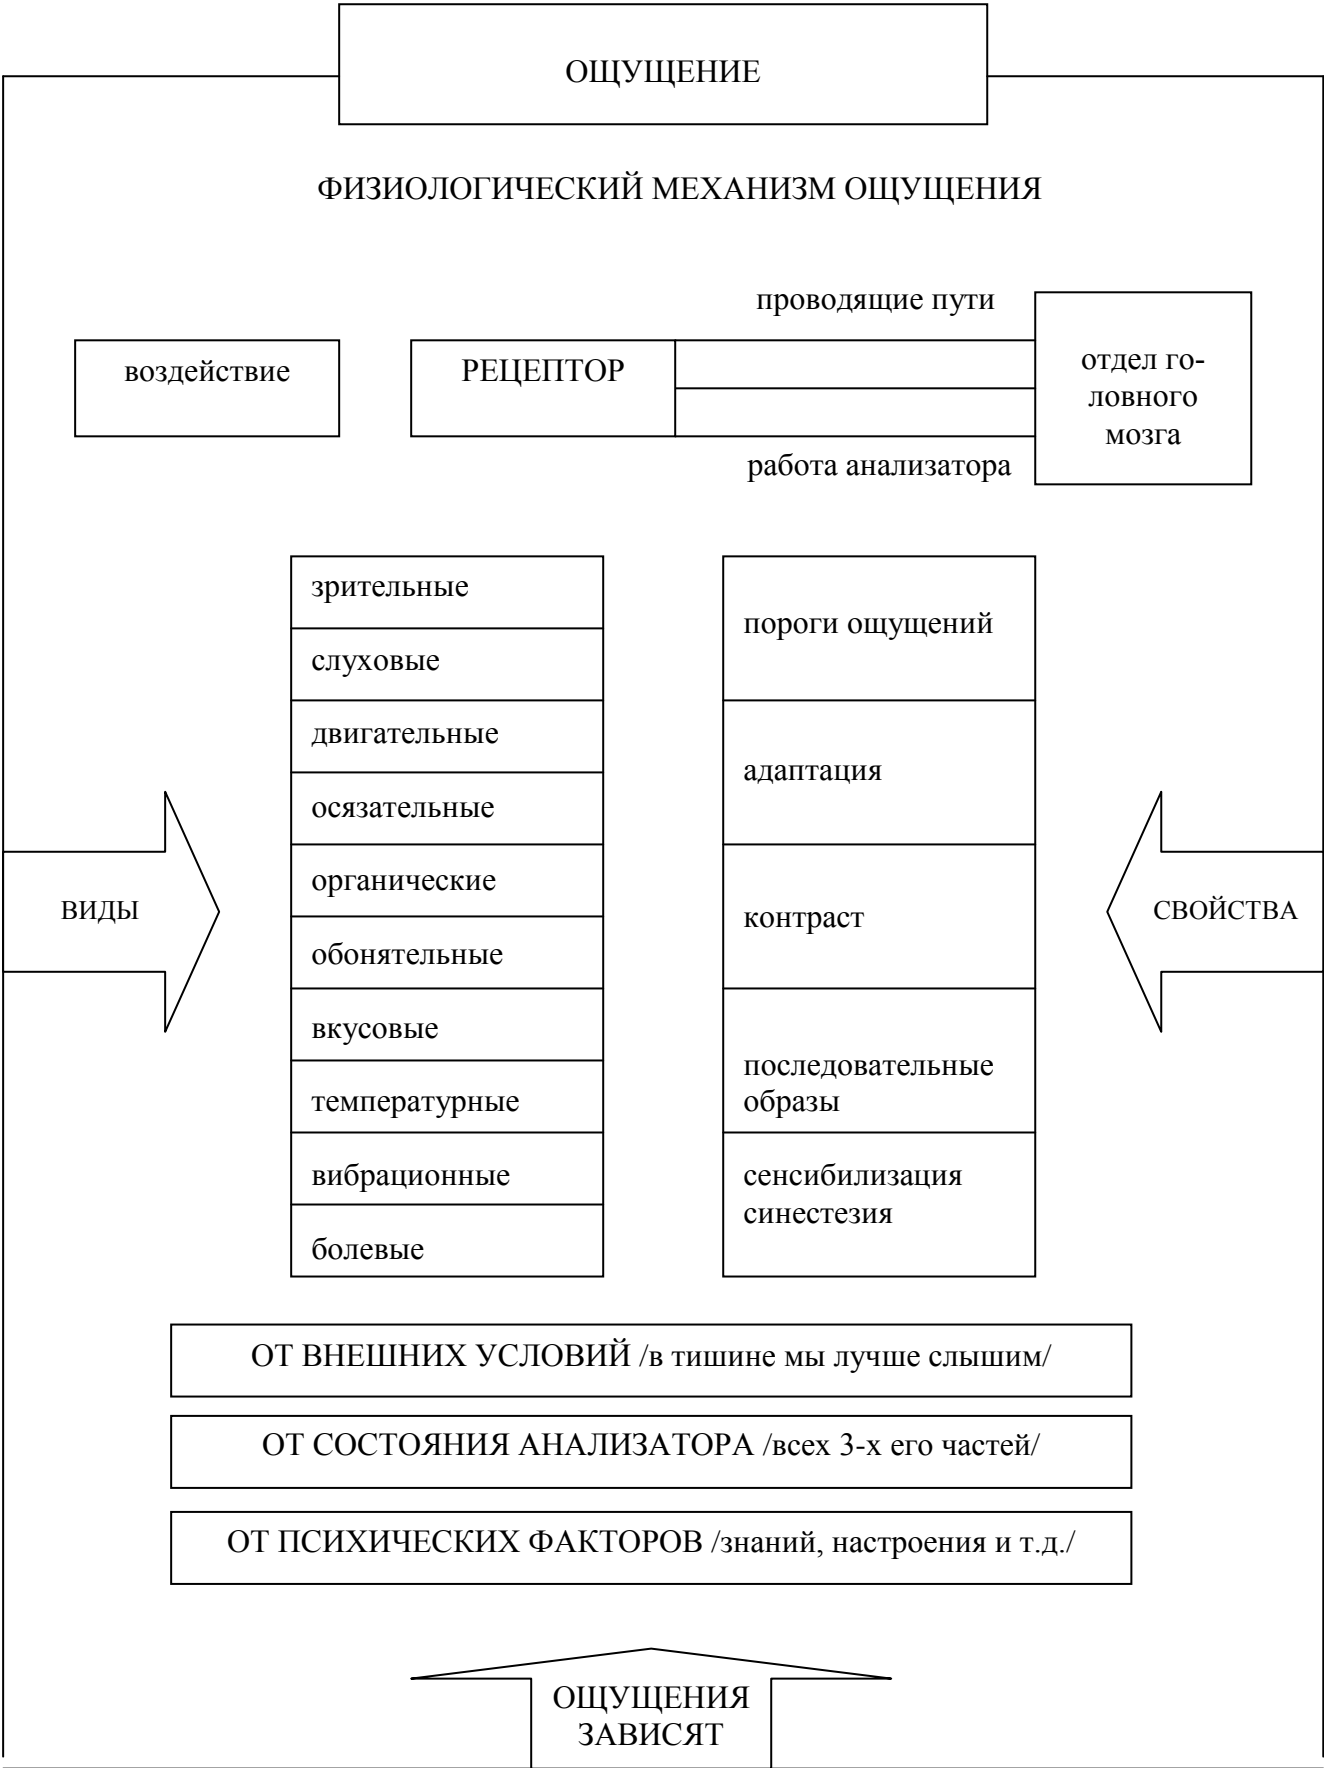 ОЩУЩЕНИЕ
ФИЗИОЛОГИЧЕСКИЙ МЕХАНИЗМ ОЩУЩЕНИЯ
проводящие пути
воздействие
РЕЦЕПТОР
отдел го-
ловного
мозга
работа анализатора
ВИДЫ
зрительные
слуховые
двигательные
осязательные
органические
обонятельные
вкусовые
температурные
вибрационные
болевые
пороги ощущений
адаптация
контраст
последовательные
образы
сенсибилизация
синестезия
СВОЙСТВА
ОТ ВНЕШНИХ УСЛОВИЙ /в тишине мы лучше слышим/
ОТ СОСТОЯНИЯ АНАЛИЗАТОРА /всех 3-х его частей/
ОТ ПСИХИЧЕСКИХ ФАКТОРОВ /знаний, настроения и т.д./
ОЩУЩЕНИЯ
ЗАВИСЯТ